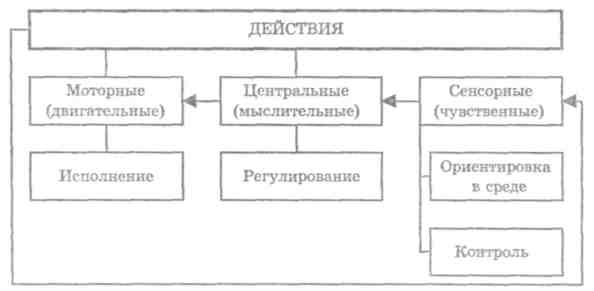 ДЕЙСТВИЯ
Моторные
(двигательные)
Центральные
(мыслительные)
Сенсорные
(чувственные)
Исполнение
Регулирование
Ориентировка
в среде
Контроль